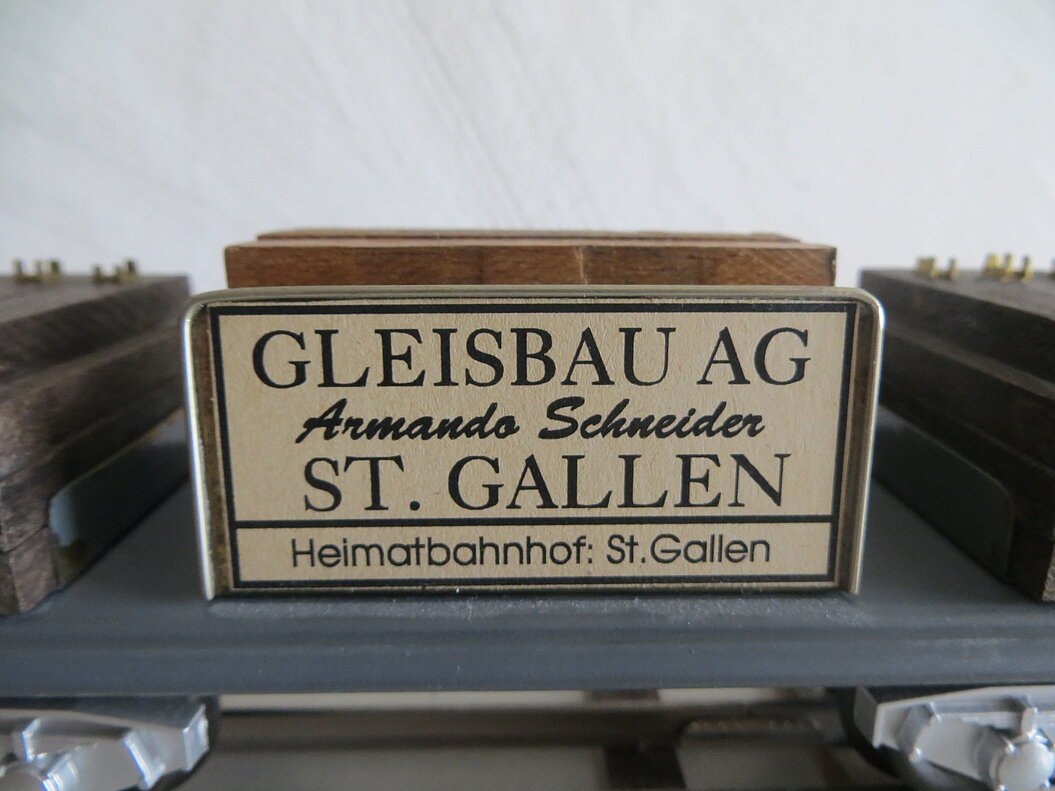 GLEISBAU AG
Armando Schneider
ST. GALLEN
Heimatbahnhof: St.Gallen